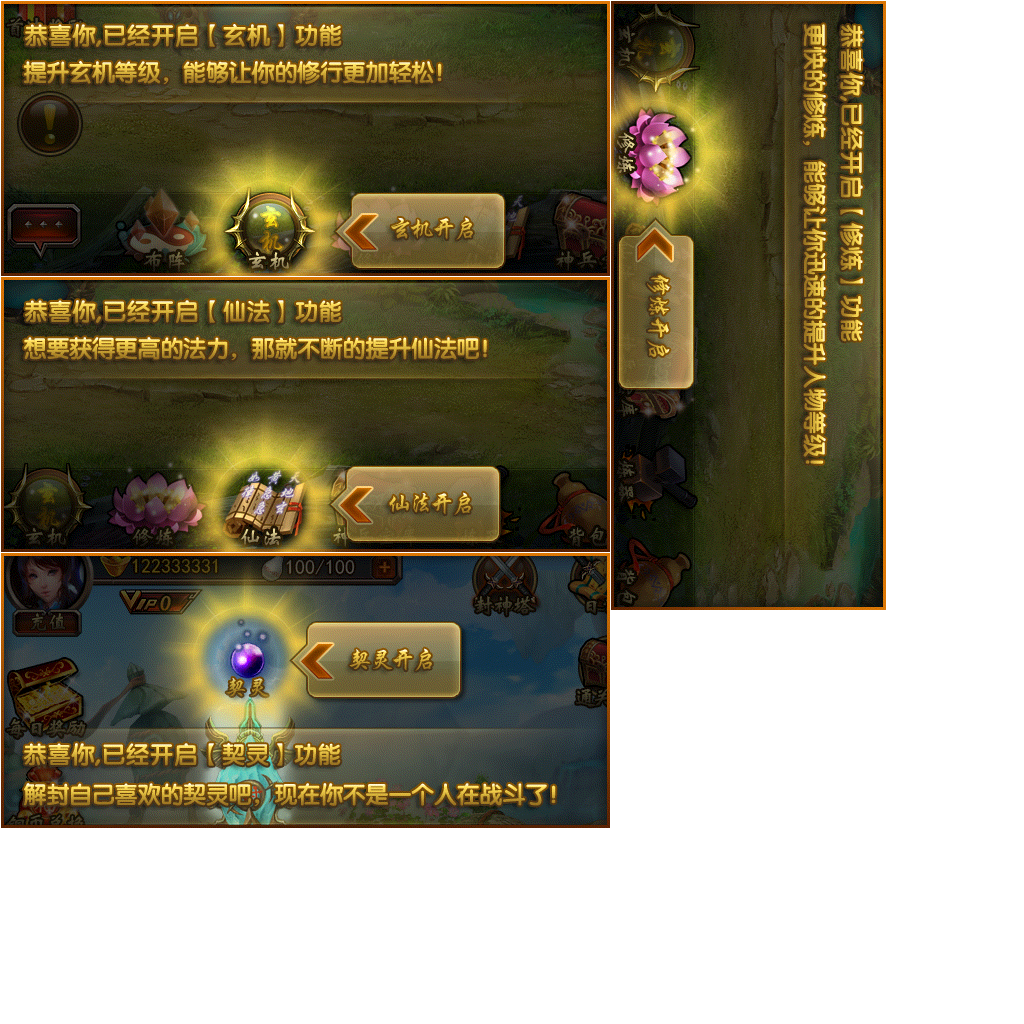 恭喜你,已经开启【玄机】功能
提升玄机等级，能够让你的修行更加轻松！
布阵
玄机
玄机
玄机开启
神兵
恭喜你,已经开启【仙法】功能
想要获得更高的法力，那就不断的提升仙法吧！
玄机
修炼
仙法
仙法开启
背包
122333331
100/100
VIP0
充值
封神塔
每日奖励
契灵
契灵开启
通关
恭喜你,已经开启【契灵】功能
解封自己喜欢的契灵吧，现在你不是一个人在战斗了！
恭喜你,已经开启【修炼】功能
更快的修炼，能够让你迅速的提升人物等级！
玄机
修炼
修炼开启
炼器
背包